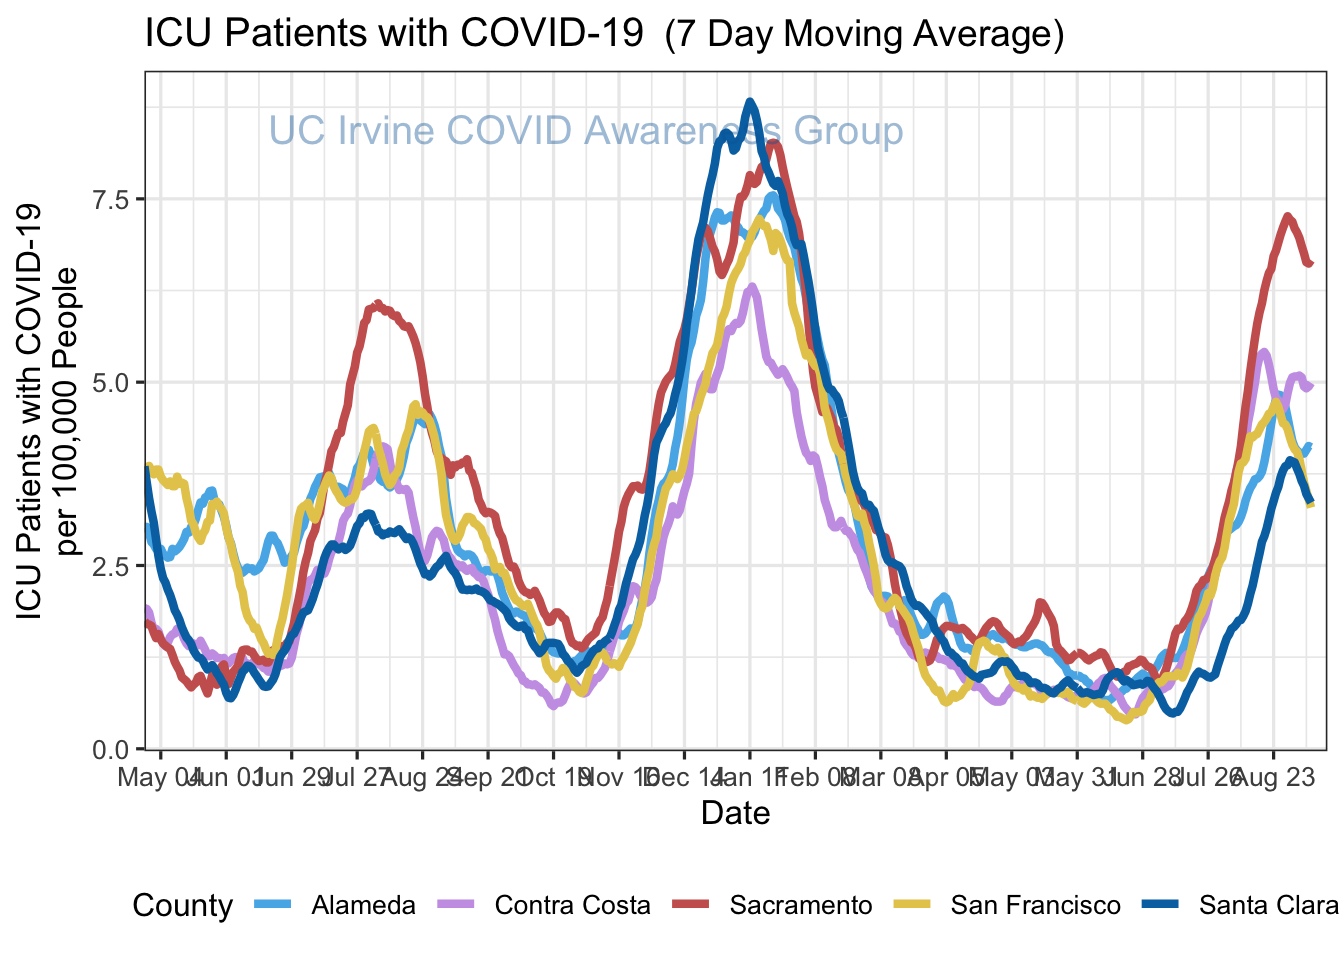 ICU Patients with COVID-19 (7 Day Moving Average)
UC Irvine COVID Awareness Group
ICU Patients with COVID-19
per 100,000 People
7.5
5.0
2.5
0.0
May 04 Jun 01 Jun 29 Jul 27 Aug 24 Sep 21 Oct 19 Nov 16 Dec 14 Jan 11 Feb 08 Mar 08 Apr 05 May 03 May 31 Jun 28 Jul 26 Aug 23
Date
County Alameda Contra Costa Sacramento San Francisco Santa Clara